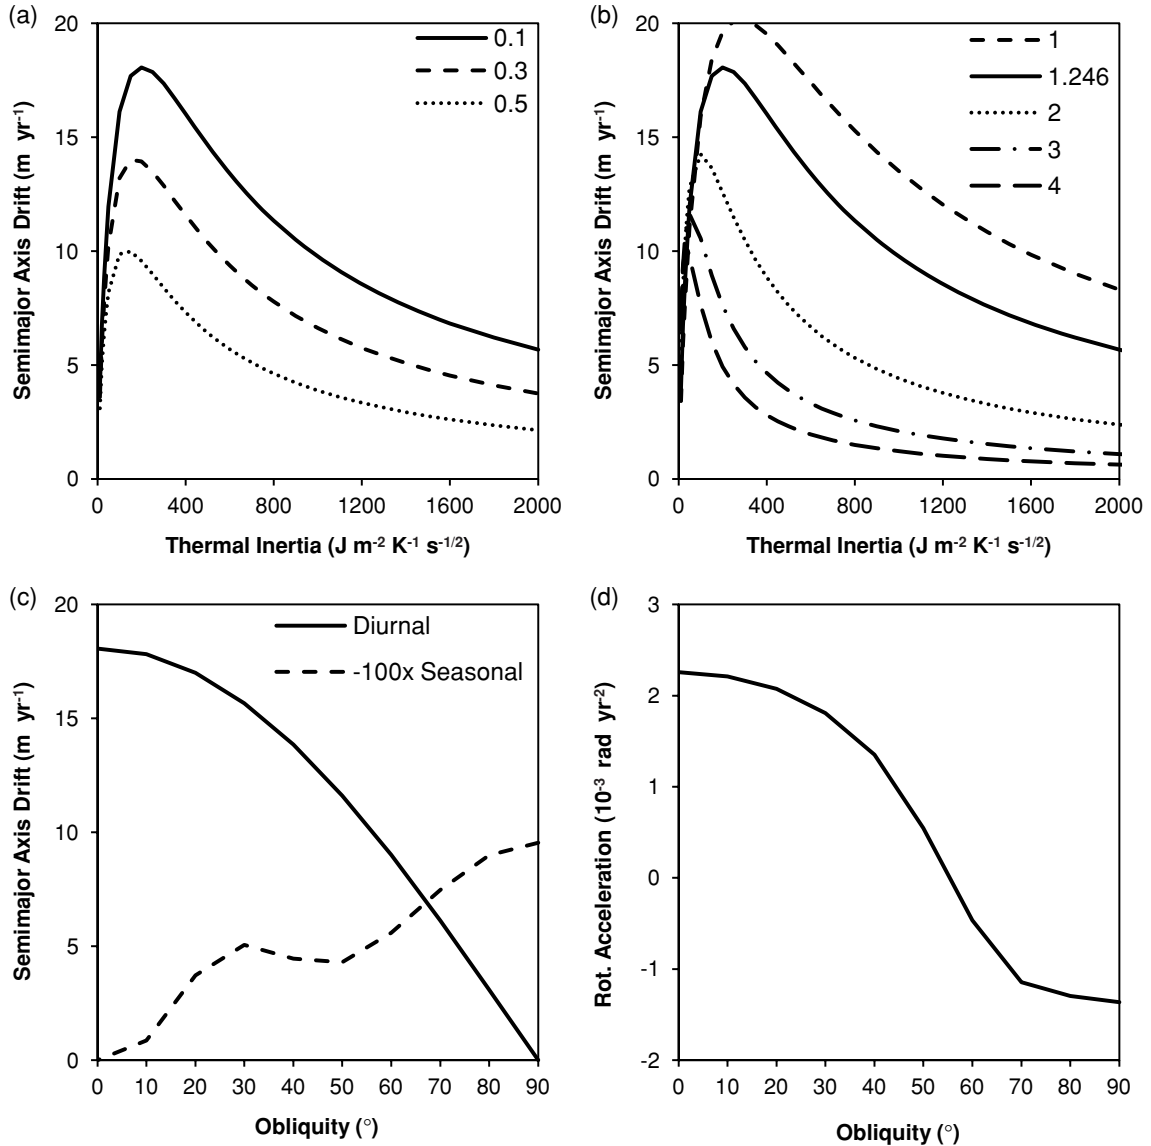 (a)
Semimajor Axis Drift (m yr-1)
20
15
10
5
0
0.1
0.3
0.5
0 400 800 1200 1600 2000
Thermal Inertia (J m-2 K-1 s-1/2)
(b)
Semimajor Axis Drift (m yr-1)
20
15
10
5
0
1
1.246
2
3
4
0 400 800 1200 1600 2000
Thermal Inertia (J m-2 K-1 s-1/2)
(c)
Semimajor Axis Drift (m yr-1)
20
15
10
5
0
Diurnal
-100x Seasonal
0 10 20 30 40 50 60 70 80 90
Obliquity (°)
(d)
Rot. Acceleration (10-3 rad yr-2)
3
2
1
0
-1
-2
0 10 20 30 40 50 60 70 80 90
Obliquity (°)